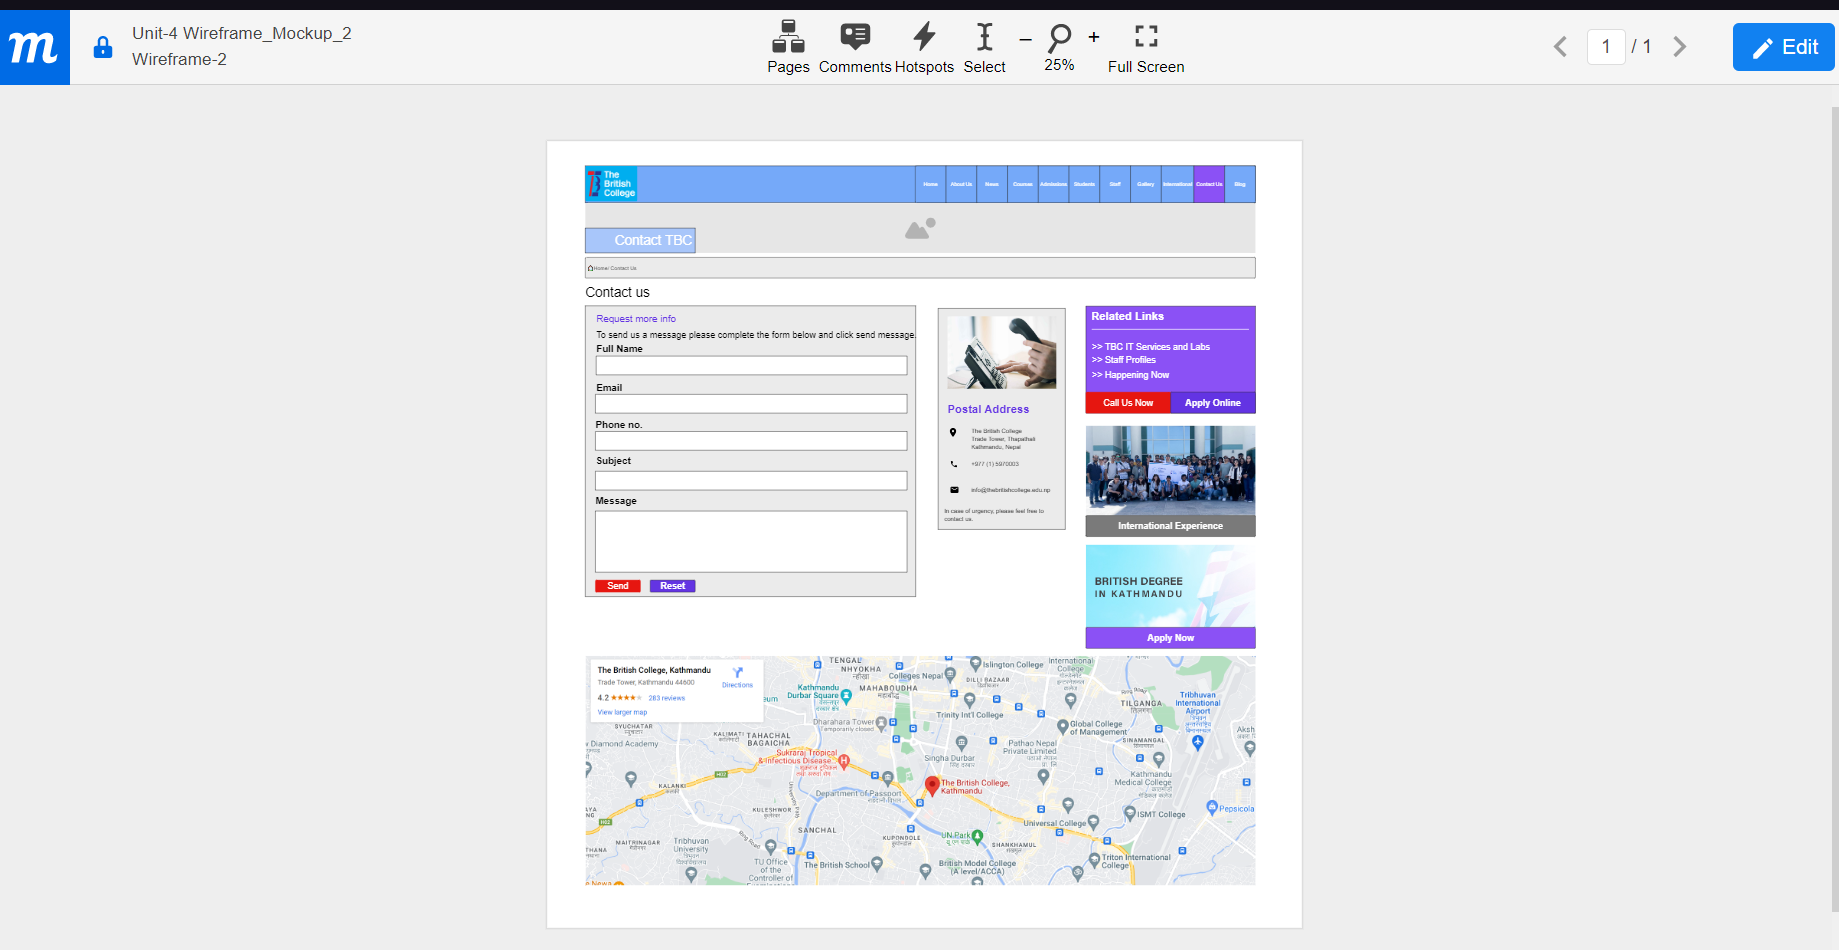 m
Unit-4 Wireframe_Mockup_2
Wireframe-2
Pages
Comments
Hotspots
Select
25%
Full Screen
1 / 1
Edit
The
British
College
Home
About Us
News
Courses
Admissions
Students
Staff
Gallery
International
Contact Us
Blog
Contact TBC
Home/ Contact Us
Contact us
Request more info
To send us a message please complete the form below and click send message.
Full Name
Email
Phone no.
Subject
Message
Send
Reset
Postal Address
The British College
Trade Tower, Thapathali
Kathmandu, Nepal
+977 (1) 5970003
info@thebritishcollege.edu.np
In case of urgency, please feel free to
contact us.
Related Links
>> TBC IT Services and Labs
>> Staff Profiles
>> Happening Now
Call Us Now
Apply Online
International Experience
BRITISH DEGREE
IN KATHMANDU
Apply Now
The British College, Kathmandu
Trade Tower, Kathmandu 44600
4.2 ★★★★★ 283 reviews
View larger map
Directions
TENGAL
NHYOKHA
Colleges Nepal
Islington College
International
College
DILLI BAZAAR
Kathmandu
Durbar Square
MAHABOUDHA
महाबौद्ध
eum
Trinity Int'l College
Dharahara Tower
Temporarily closed
TILGANGA
Tribhuvan
International
Airport
Global College
of Management
SINAMANGAL
Aksh
SYUCHATAR
Diamond Academy
KALIMATI
TAHACHAL
BAGAICHA
Sukraraj Tropical
& Infectious Disease...
Singha Durbar
सिंह दरबार
Pathao Nepal
Private Limited
Kathmandu
Medical College
H02
KALANKI
कलंकी
Department of Passport
The British College,
Kathmandu
Pepsicola
KULESHWOR
H02
Universal College
ISMT College
SANCHAL
KUPONDOLE
UN Park
SHANKHAMUL
MAITRINAGAR
Tribhuvan
University
Ring Road
TU Office
of the
Controller of
The British School
British Model College
(A level/ACCA)
Triton International
College
THANA
e Newa